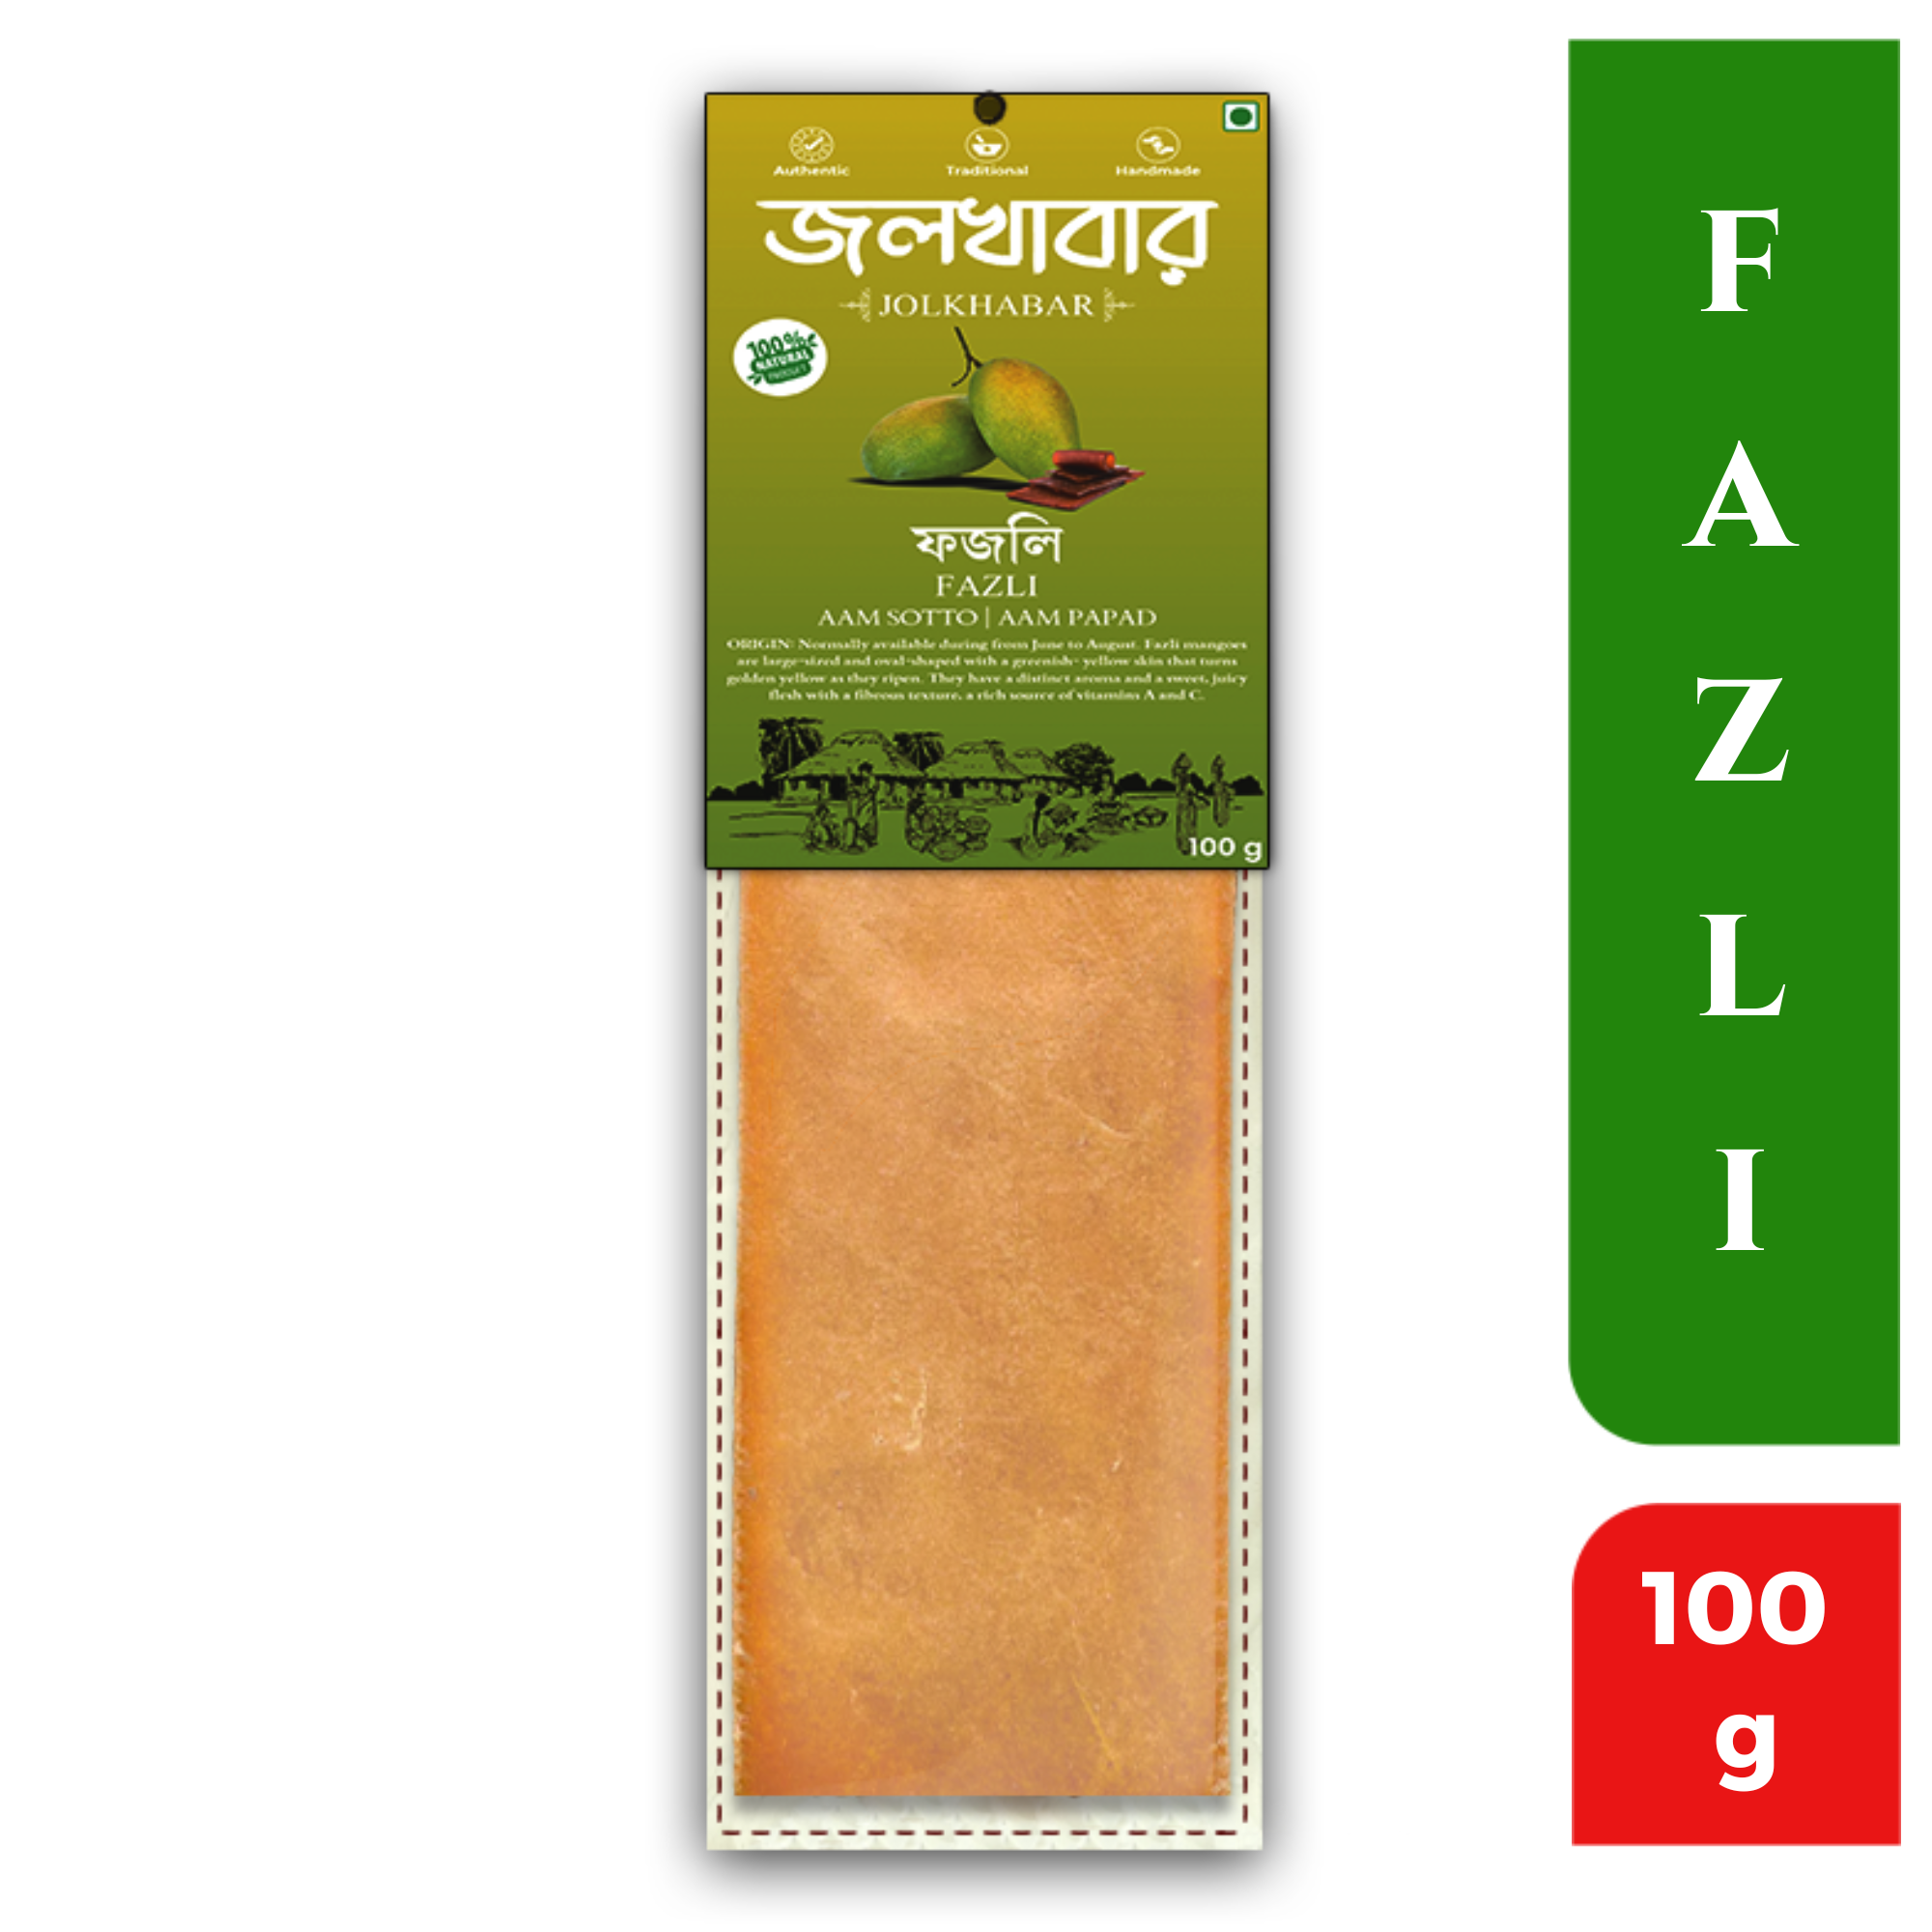 Authentic
Traditional
Handmade
জলখাবার
JOLKHABAR
100%
NATURAL
PRODUCT
ফজলি
FAZLI
AAM SOTTO | AAM PAPAD
ORIGIN: Normally available during from June to August. Fazli mangoes
are large-sized and oval-shaped with a greenish- yellow skin that turns
golden yellow as they ripen. They have a distinct aroma and a sweet, juicy
flesh with a fibrous texture, a rich source of vitamins A and C.
100 g
F
A
Z
L
I
100
g